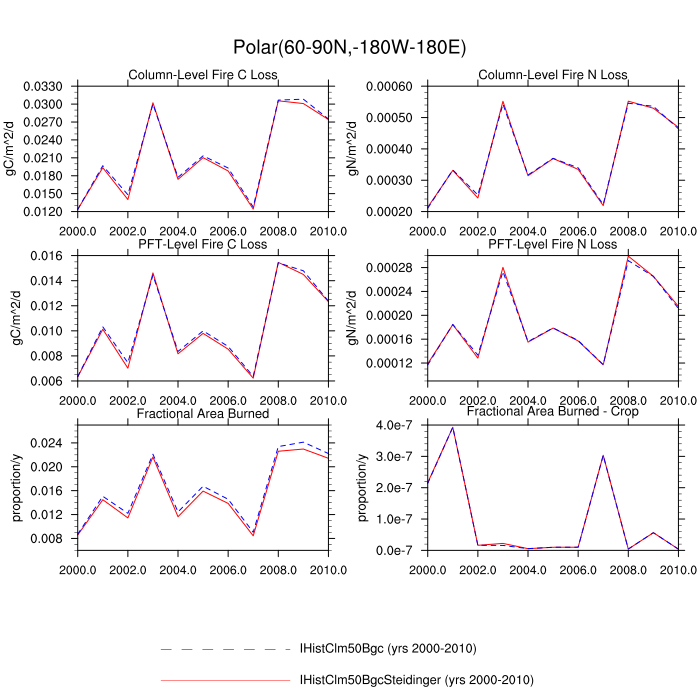 Polar(60-90N,-180W-180E)
Column-Level Fire C Loss
gC/m^2/d
0.0330
0.0300
0.0270
0.0240
0.0210
0.0180
0.0150
0.0120
2000.0 2002.0 2004.0 2006.0 2008.0 2010.0
Column-Level Fire N Loss
gN/m^2/d
0.00060
0.00050
0.00040
0.00030
0.00020
2000.0 2002.0 2004.0 2006.0 2008.0 2010.0
PFT-Level Fire C Loss
gC/m^2/d
0.016
0.014
0.012
0.010
0.008
0.006
2000.0 2002.0 2004.0 2006.0 2008.0 2010.0
PFT-Level Fire N Loss
gN/m^2/d
0.00028
0.00024
0.00020
0.00016
0.00012
2000.0 2002.0 2004.0 2006.0 2008.0 2010.0
Fractional Area Burned
proportion/y
0.024
0.020
0.016
0.012
0.008
2000.0 2002.0 2004.0 2006.0 2008.0 2010.0
Fractional Area Burned - Crop
proportion/y
4.0e-7
3.0e-7
2.0e-7
1.0e-7
0.0e-7
2000.0 2002.0 2004.0 2006.0 2008.0 2010.0
IHistClm50Bgc (yrs 2000-2010)
IHistClm50BgcSteidinger (yrs 2000-2010)